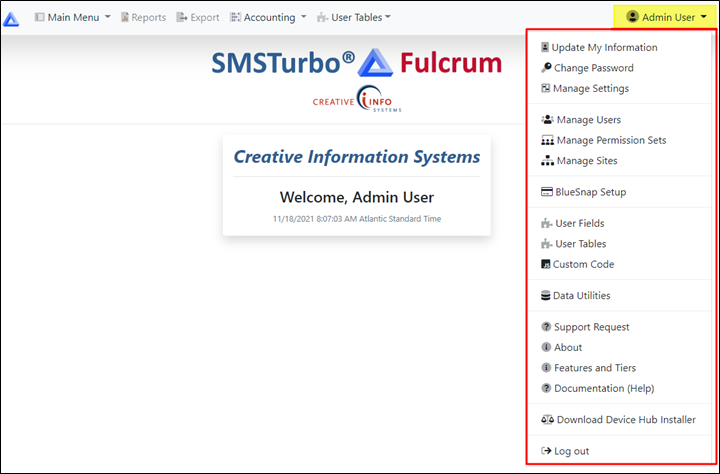 Main Menu Reports Export Accounting User Tables Admin User
SMSTurbo® Fulcrum
CREATIVE INFO
SYSTEMS
Creative Information Systems
Welcome, Admin User
11/18/2021 8:07:03 AM Atlantic Standard Time
Update My Information
Change Password
Manage Settings
Manage Users
Manage Permission Sets
Manage Sites
BlueSnap Setup
User Fields
User Tables
Custom Code
Data Utilities
Support Request
About
Features and Tiers
Documentation (Help)
Download Device Hub Installer
Log out